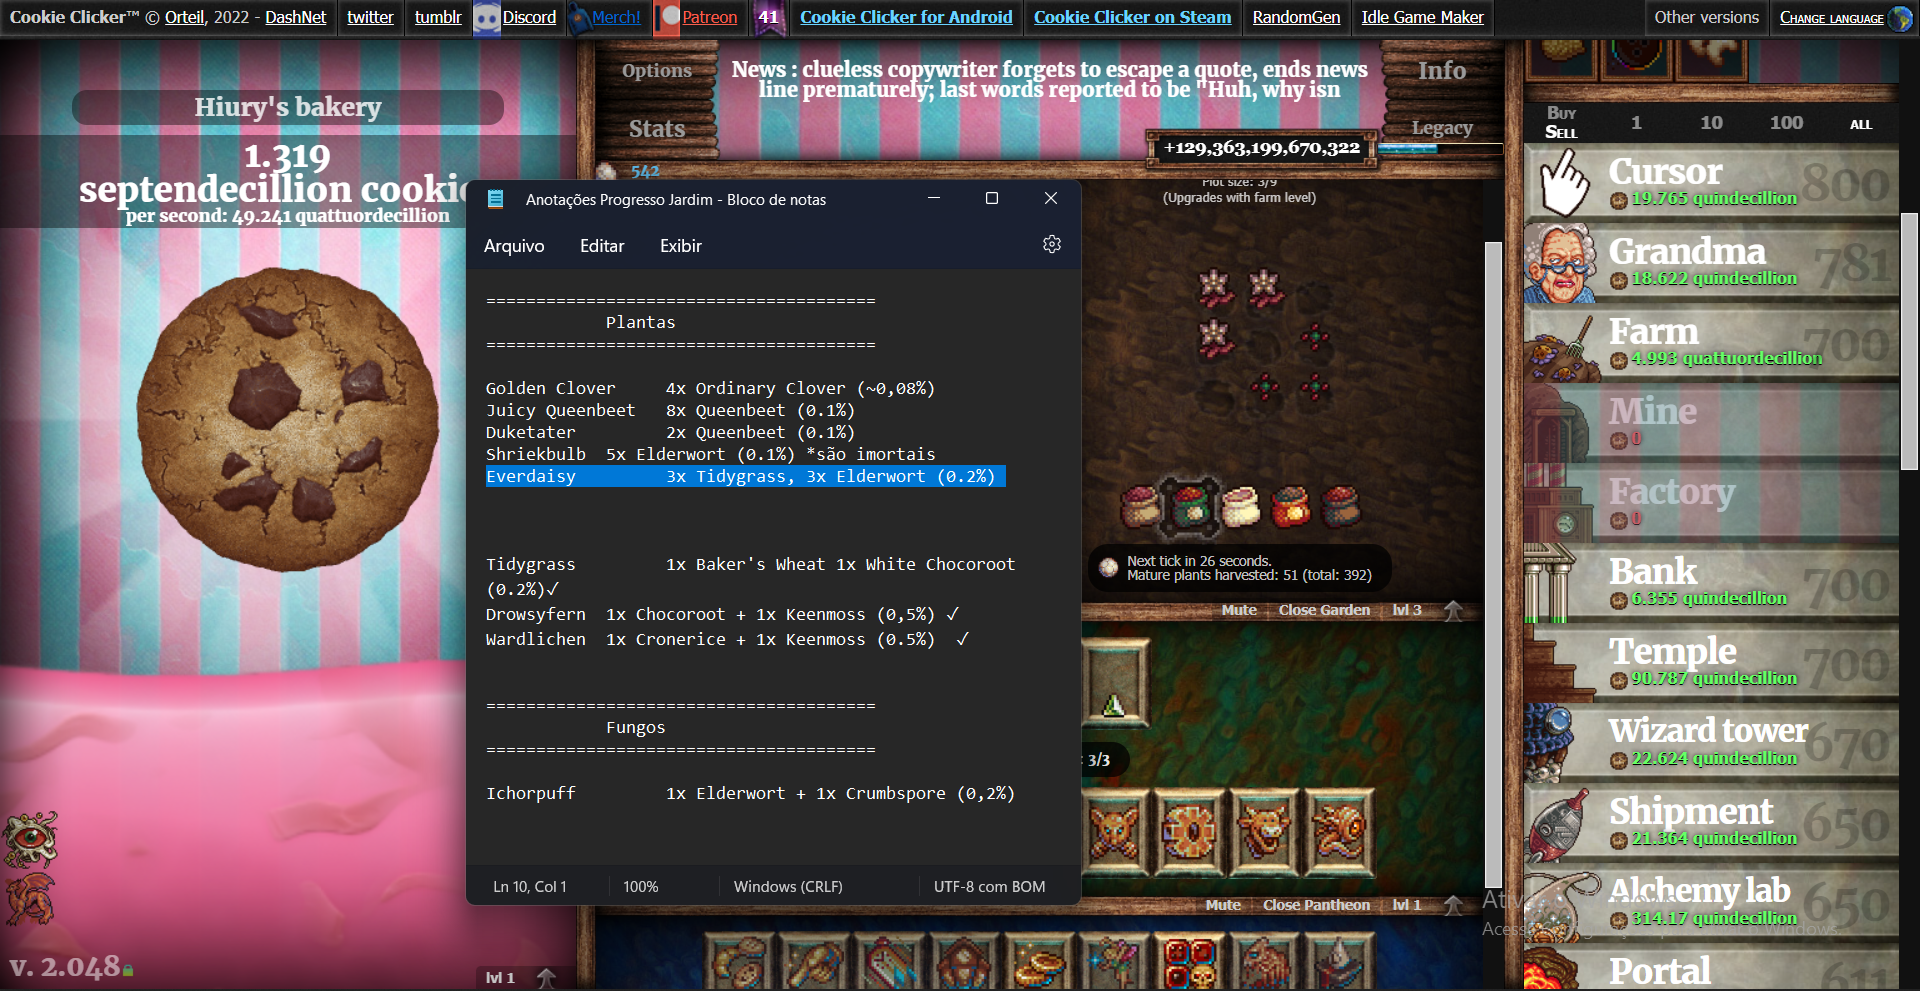 Cookie Clicker™ © Orteil, 2022 - DashNet
twitter
tumblr
Discord
Merch!
Patreon
41
Cookie Clicker for Android
Cookie Clicker on Steam
RandomGen
Idle Game Maker
Other versions
Change language
Hiury's bakery
1.319
septendecillion cookie
per second: 49.241 quattuordecillion
v. 2.048
lvl 1
Options
Stats
News : clueless copywriter forgets to escape a quote, ends news
line prematurely; last words reported to be "Huh, why isn
Info
Legacy
+129,363,199,670,322
542
Anotações Progresso Jardim - Bloco de notas
Arquivo
Editar
Exibir
=======================================
Plantas
=======================================
Golden Clover 4x Ordinary Clover (~0,08%)
Juicy Queenbeet 8x Queenbeet (0.1%)
Duketater 2x Queenbeet (0.1%)
Shriekbulb 5x Elderwort (0.1%) *são imortais
Everdaisy 3x Tidygrass, 3x Elderwort (0.2%)
Tidygrass 1x Baker's Wheat 1x White Chocoroot
(0.2%)✓
Drowsyfern 1x Chocoroot + 1x Keenmoss (0,5%) ✓
Wardlichen 1x Cronerice + 1x Keenmoss (0.5%) ✓
=======================================
Fungos
=======================================
Ichorpuff 1x Elderwort + 1x Crumbspore (0,2%)
Ln 10, Col 1
100%
Windows (CRLF)
UTF-8 com BOM
Plot size: 3/9
(Upgrades with farm level)
Next tick in 26 seconds.
Mature plants harvested: 51 (total: 392)
Mute
Close Garden
lvl 3
: 3/3
Mute
Close Pantheon
lvl 1
Buy
Sell
1
10
100
ALL
Cursor
19.765 quindecillion
800
Grandma
18.622 quindecillion
781
Farm
4.993 quattuordecillion
700
Mine
0
Factory
0
Bank
6.355 quindecillion
700
Temple
90.787 quindecillion
700
Wizard tower
22.624 quindecillion
670
Shipment
21.364 quindecillion
650
Alchemy lab
314.17 quindecillion
650
Portal
611
Windows.